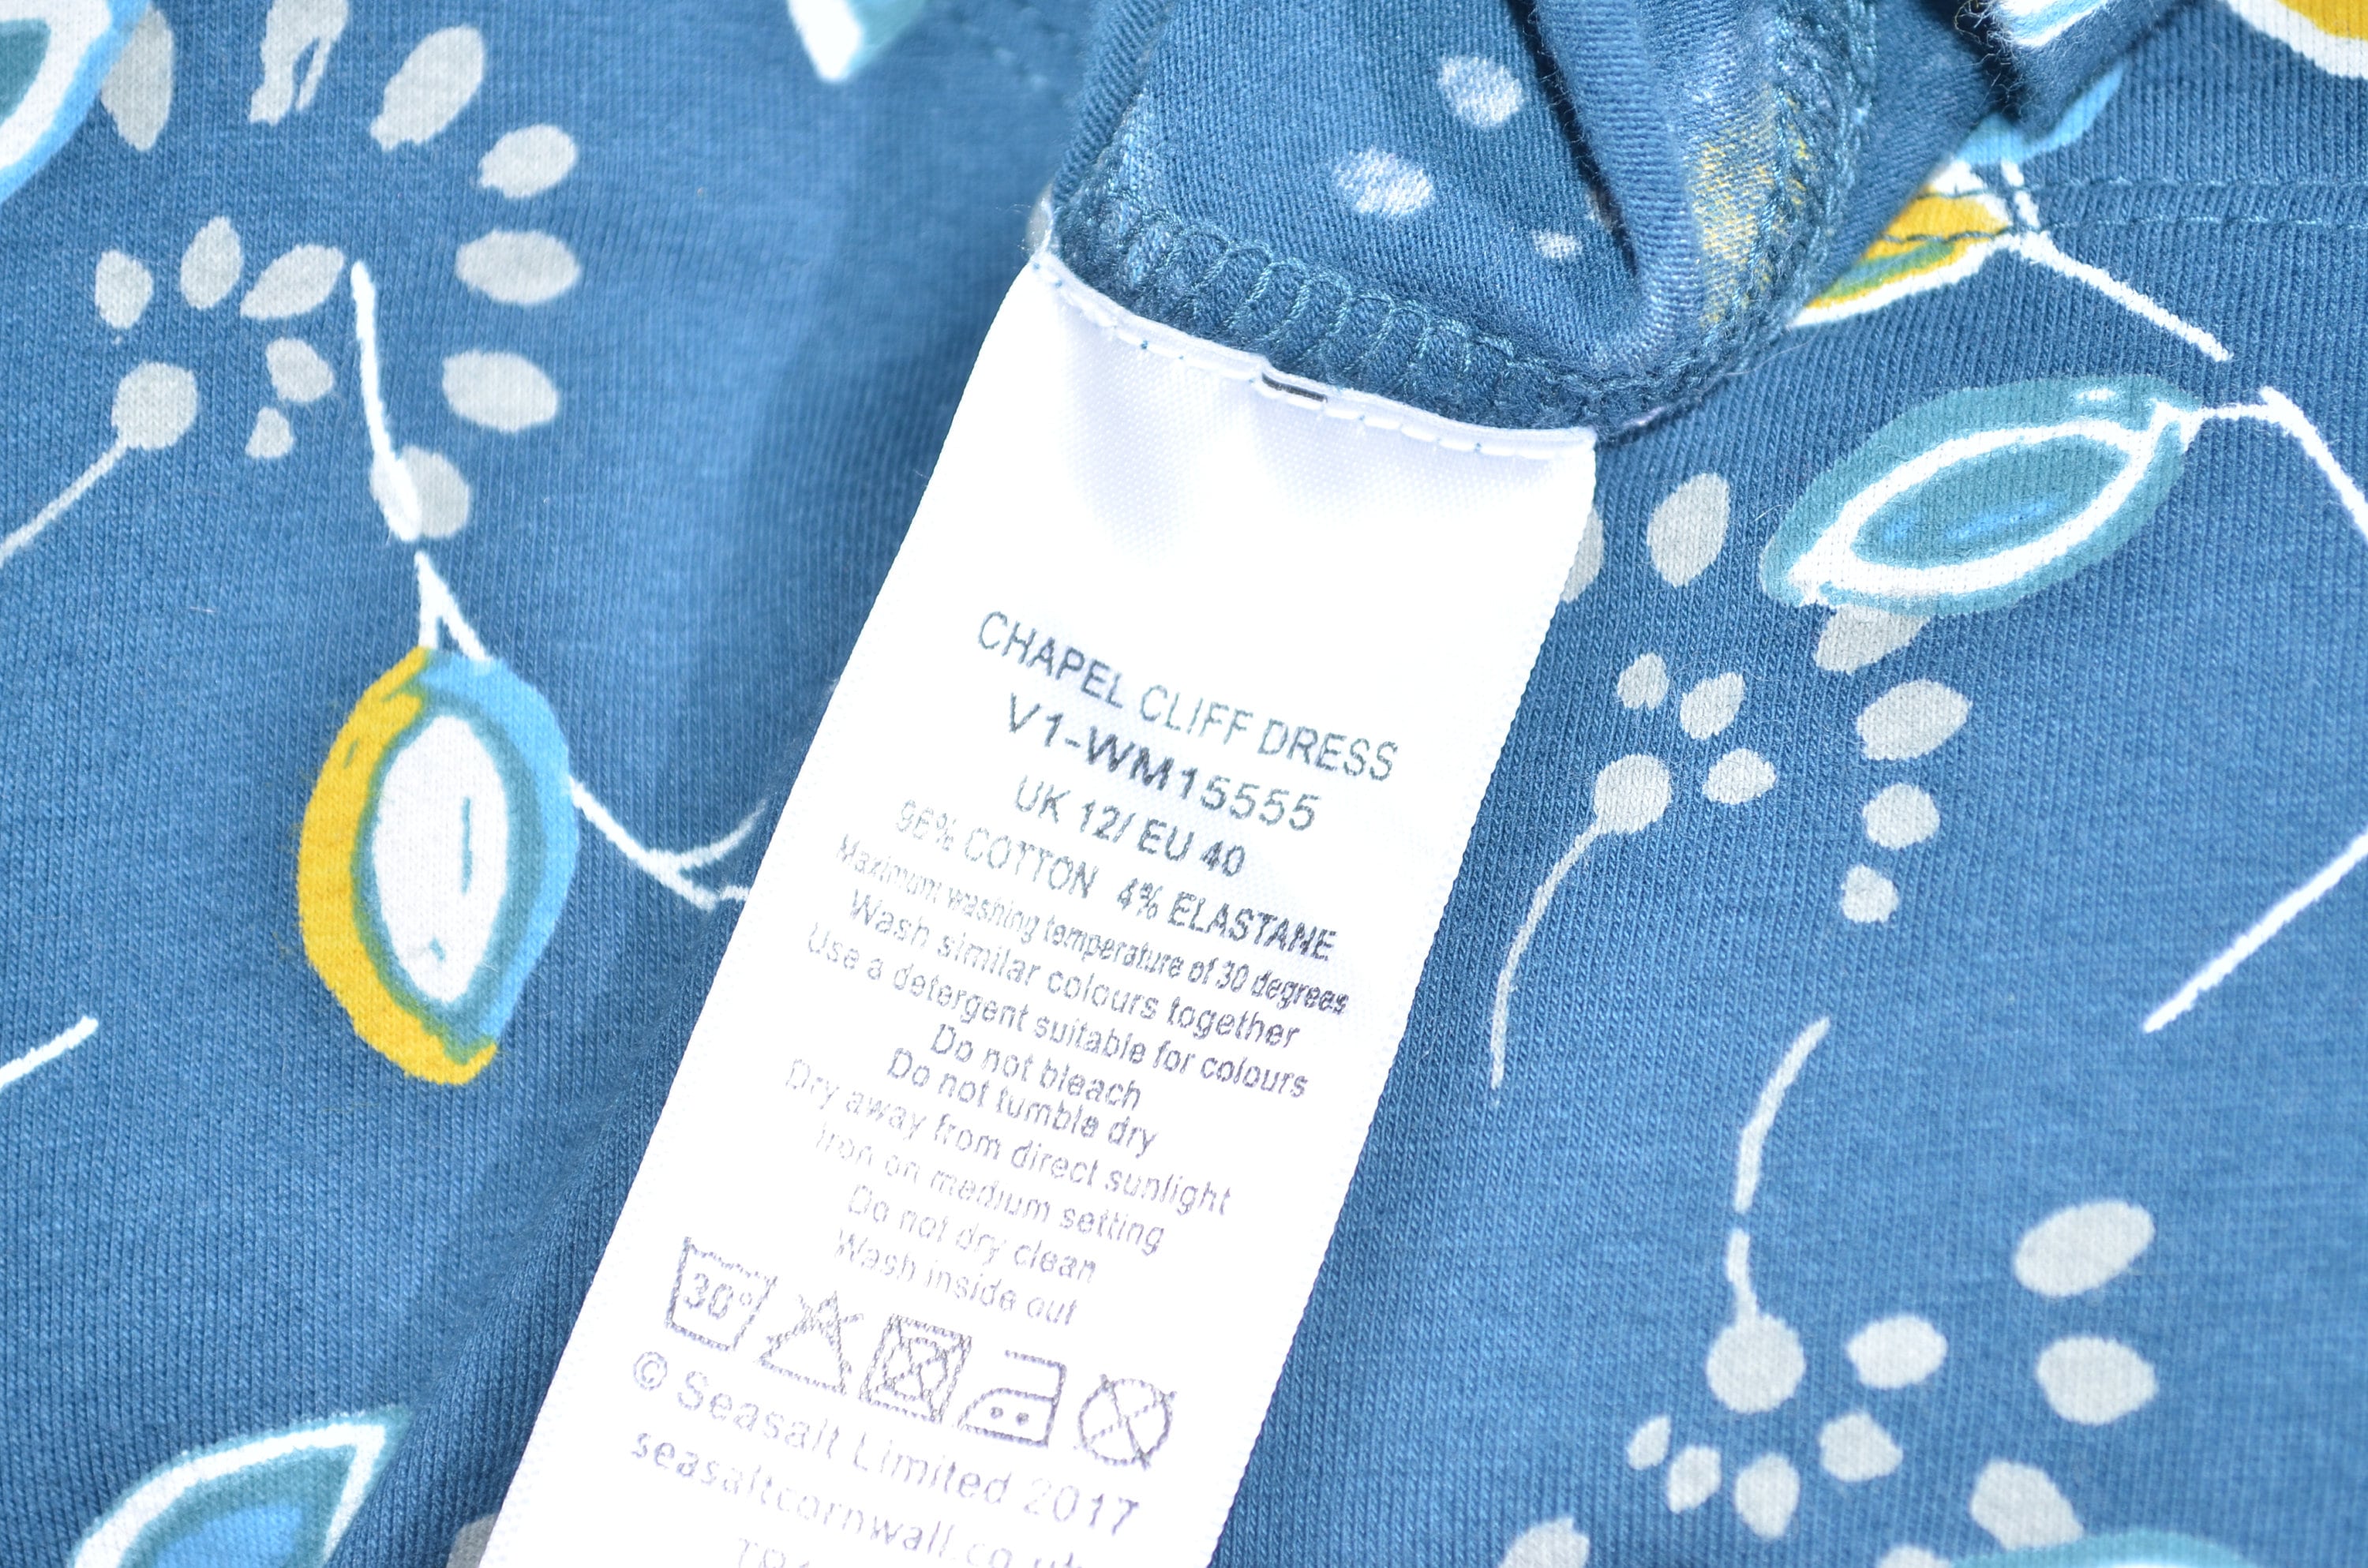 CHAPEL CLIFF DRESS
V1-WM15555
UK 12/ EU 40
96% COTTON 4% ELASTANE
Maximum washing temperature of 30 degrees
Wash similar colours together
Use a detergent suitable for colours
Do not bleach
Do not tumble dry
Dry away from direct sunlight
Iron on medium setting
Do not dry clean
Wash inside out
30°
© Seasalt Limited 2017
seasaltcornwall.co.uk